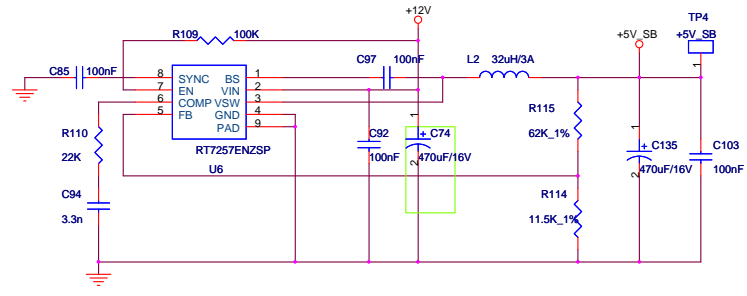 TP4
+12V
R109 100K
+5V_SB
+5V_SB
C85 100nF
C97 100nF
L2 32uH/3A
1
8 SYNC BS 1
7 EN VIN 2
6 COMP VSW 3
5 FB GND 4
PAD 9
RT7257ENZSP
U6
R110
22K
C94
3.3n
C92
100nF
1
C74
470uF/16V
2
R115
62K_1%
R114
11.5K_1%
1
C135
470uF/16V
2
C103
100nF